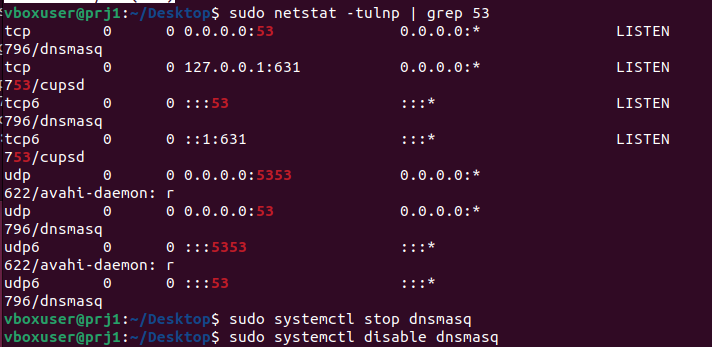 vboxuser@prj1:~/Desktop$ sudo netstat -tulnp | grep 53
tcp        0      0 0.0.0.0:53              0.0.0.0:*               LISTEN
796/dnsmasq
tcp        0      0 127.0.0.1:631           0.0.0.0:*               LISTEN
753/cupsd
tcp6       0      0 :::53                   :::*                    LISTEN
796/dnsmasq
tcp6       0      0 ::1:631                 :::*                    LISTEN
753/cupsd
udp        0      0 0.0.0.0:5353            0.0.0.0:*
622/avahi-daemon: r
udp        0      0 0.0.0.0:53              0.0.0.0:*
796/dnsmasq
udp6       0      0 :::5353                 :::*
622/avahi-daemon: r
udp6       0      0 :::53                   :::*
796/dnsmasq
vboxuser@prj1:~/Desktop$ sudo systemctl stop dnsmasq
vboxuser@prj1:~/Desktop$ sudo systemctl disable dnsmasq